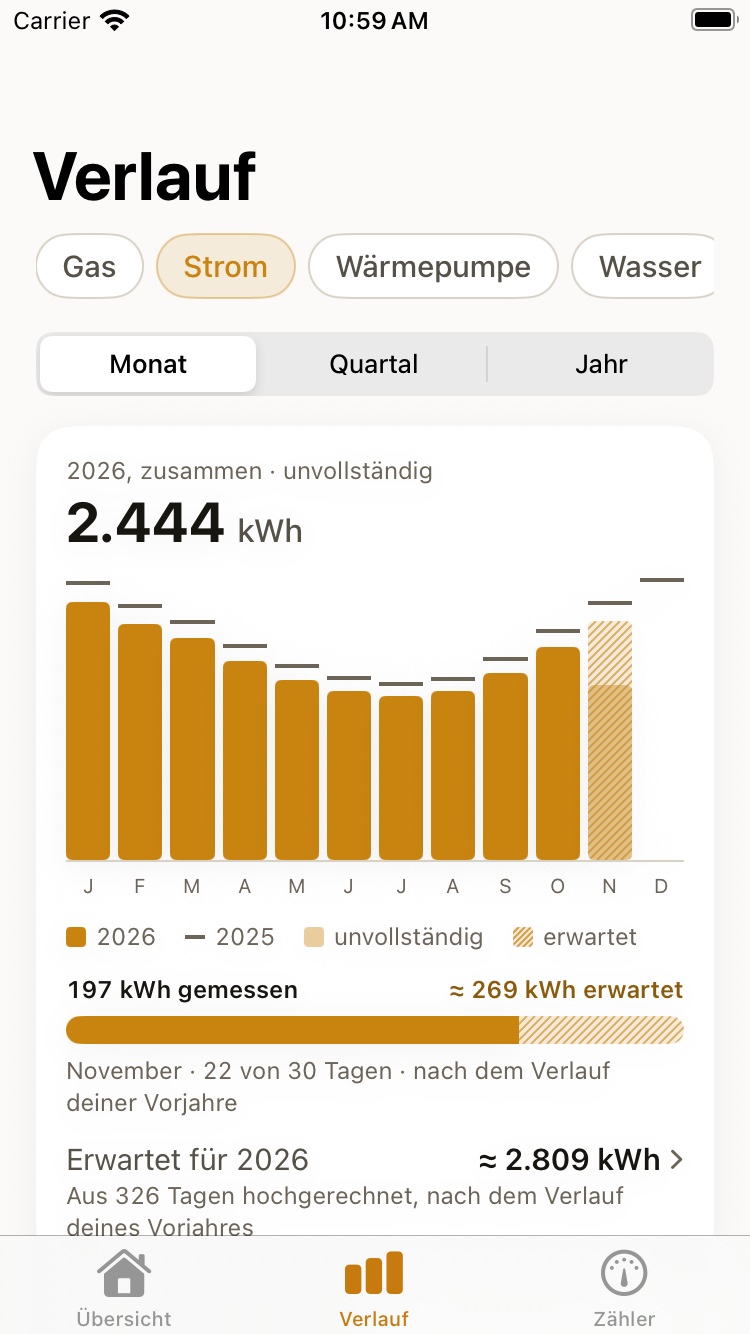 Carrier 10:59 AM
Verlauf
Gas Strom Wärmepumpe Wasser
Monat Quartal Jahr
2026, zusammen · unvollständig
2.444 kWh
J F M A M J J A S O N D
2026 2025 unvollständig erwartet
197 kWh gemessen ≈ 269 kWh erwartet
November · 22 von 30 Tagen · nach dem Verlauf
deiner Vorjahre
Erwartet für 2026 ≈ 2.809 kWh
Aus 326 Tagen hochgerechnet, nach dem Verlauf
deines Vorjahres
Übersicht Verlauf Zähler